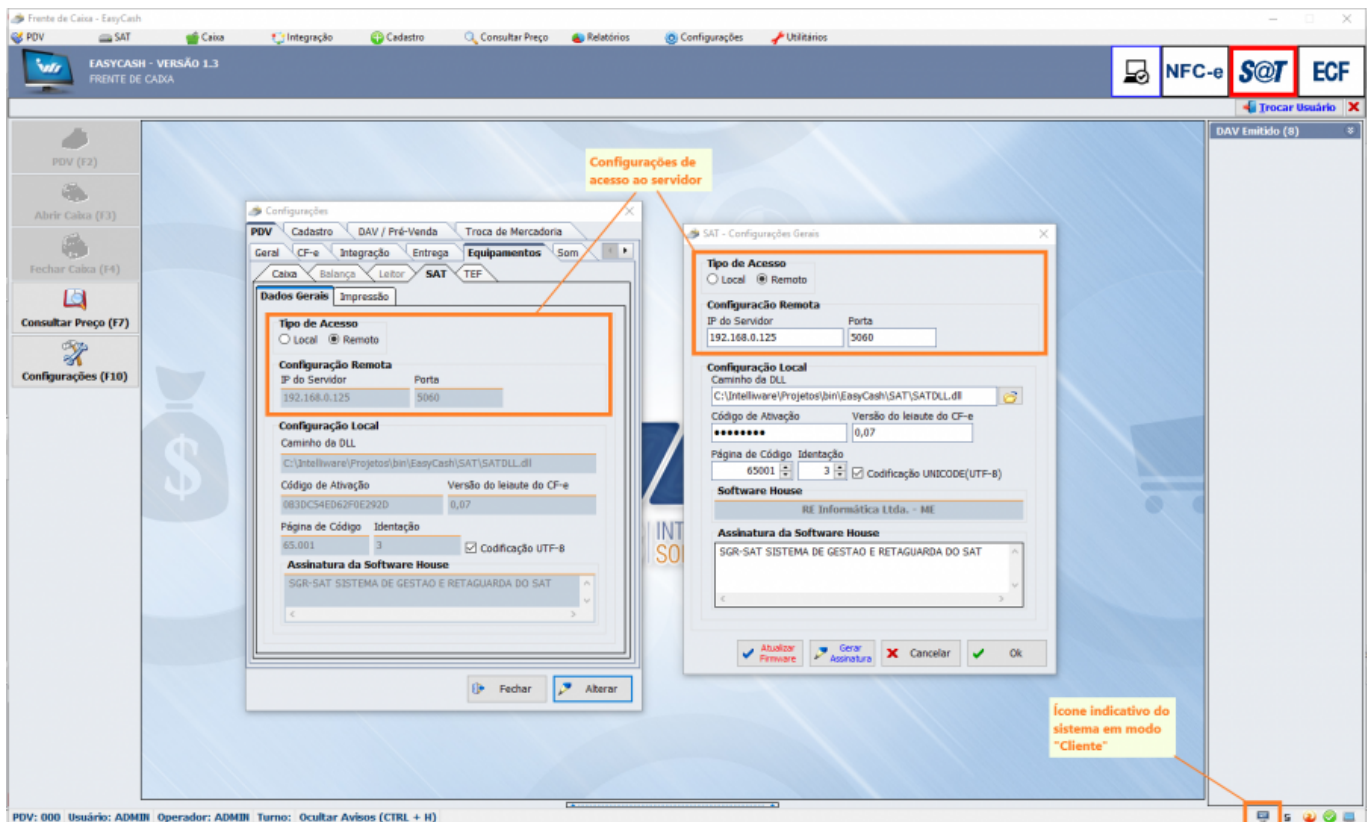 Frente de Caixa - EasyCash
PDV SAT Caixa Integração Cadastro Consultar Preço Relatórios Configurações Utilitários
EASYCASH - VERSÃO 1.3
FRENTE DE CAIXA
NFC-e S@T ECF
Trocar Usuário
DAV Emitido (8)
PDV (F2)
Abrir Caixa (F3)
Fechar Caixa (F4)
Consultar Preço (F7)
Configurações (F10)
Configurações de
acesso ao servidor
Configurações
PDV Cadastro DAV / Pré-Venda Troca de Mercadoria
Geral CF-e Integração Entrega Equipamentos Som
Caixa Balança Leitor SAT TEF
Dados Gerais Impressão
Tipo de Acesso
Local Remoto
Configuração Remota
IP do Servidor Porta
192.168.0.125 5060
Configuração Local
Caminho da DLL
C:\Intelliware\Projetos\bin\EasyCash\SAT\SATDLL.dll
Código de Ativação Versão do leiaute do CF-e
0B3DC54ED62F0E292D 0,07
Página de Código Identação
65.001 3 Codificação UTF-8
Assinatura da Software House
SGR-SAT SISTEMA DE GESTAO E RETAGUARDA DO SAT
Fechar Alterar
INT
SO
SAT - Configurações Gerais
Tipo de Acesso
Local Remoto
Configuração Remota
IP do Servidor Porta
192.168.0.125 5060
Configuração Local
Caminho da DLL
C:\Intelliware\Projetos\bin\EasyCash\SAT\SATDLL.dll
Código de Ativação Versão do leiaute do CF-e
●●●●●●●● 0,07
Página de Código Identação
65001 3 Codificação UNICODE(UTF-8)
Software House
RE Informática Ltda. - ME
Assinatura da Software House
SGR-SAT SISTEMA DE GESTAO E RETAGUARDA DO SAT
Atualizar
Firmware
Gerar
Assinatura
Cancelar Ok
Ícone indicativo do
sistema em modo
"Cliente"
PDV: 000 Usuário: ADMIN Operador: ADMIN Turno: Ocultar Avisos (CTRL + H)